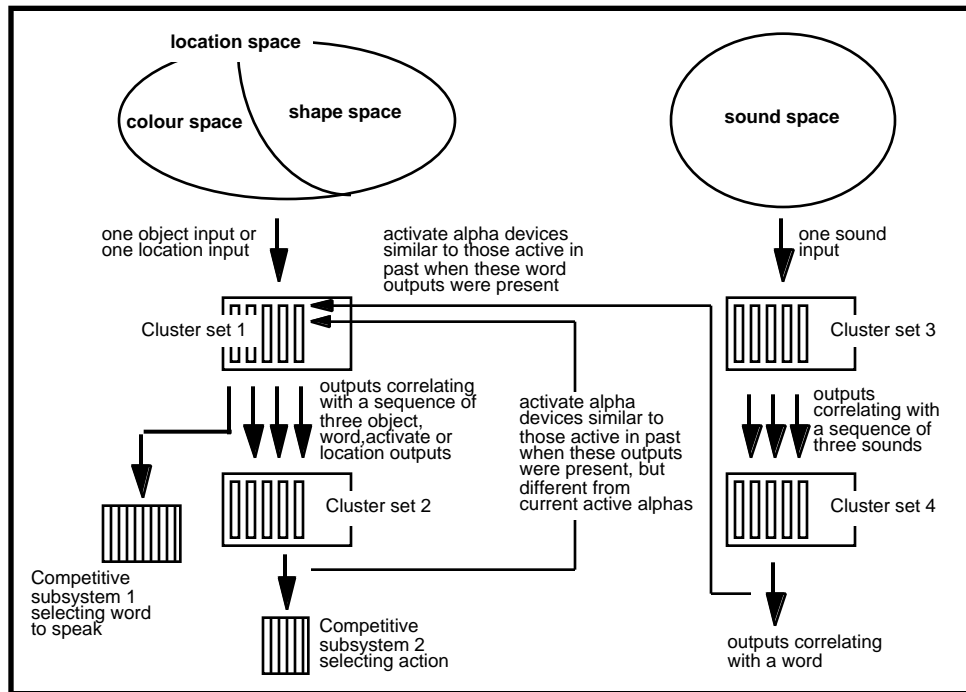 location space
colour space
shape space
sound space
one object input or
one location input
activate alpha devices
similar to those active in
past when these word
outputs were present
one sound
input
Cluster set 1
Cluster set 3
outputs correlating
with a sequence of
three object,
word,activate or
location outputs
activate alpha
devices similar to
those active in past
when these outputs
were present, but
different from
current active alphas
outputs
correlating with
a sequence of
three sounds
Cluster set 2
Cluster set 4
Competitive
subsystem 1
selecting word
to speak
Competitive
subsystem 2
selecting action
outputs correlating
with a word